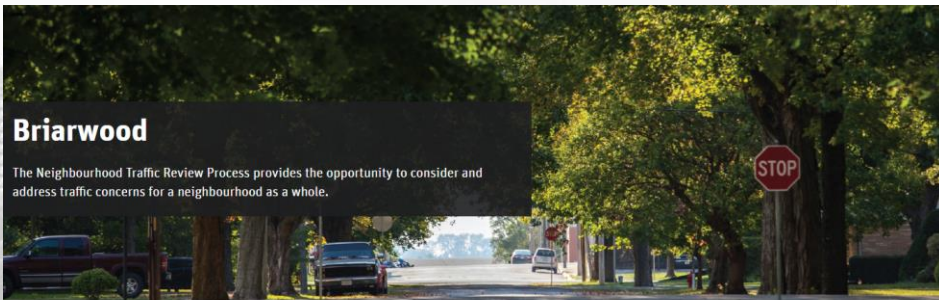 Briarwood
The Neighbourhood Traffic Review Process provides the opportunity to consider and
address traffic concerns for a neighbourhood as a whole.
STOP